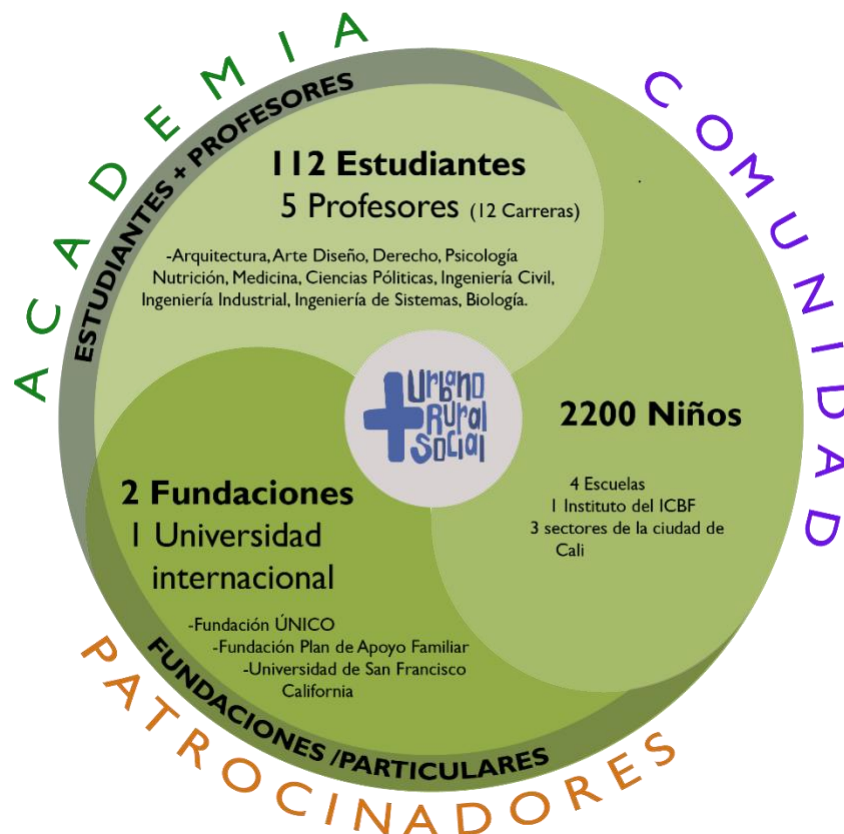 ACADEMIA
ESTUDIANTES + PROFESORES
112 Estudiantes
5 Profesores (12 Carreras)
-Arquitectura, Arte Diseño, Derecho, Psicología
Nutrición, Medicina, Ciencias Póliticas, Ingeniería Civil,
Ingeniería Industrial, Ingeniería de Sistemas, Biología.
COMUNIDAD
2200 Niños
4 Escuelas
1 Instituto del ICBF
3 sectores de la ciudad de
Cali
+
Urbano
Rural
Social
2 Fundaciones
1 Universidad
internacional
-Fundación ÚNICO
-Fundación Plan de Apoyo Familiar
-Universidad de San Francisco
California
FUNDACIONES /PARTICULARES
PATROCINADORES